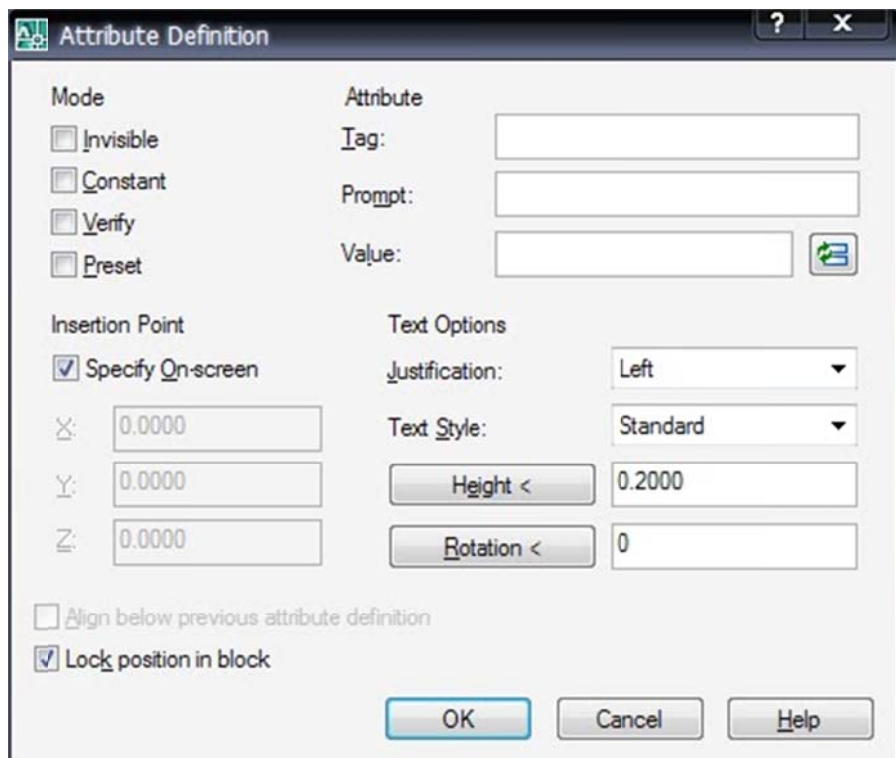 Attribute Definition
? X
Mode
Invisible
Constant
Verify
Preset
Attribute
Tag:
Prompt:
Value:
Insertion Point
Specify On-screen
X: 0.0000
Y: 0.0000
Z: 0.0000
Text Options
Justification: Left
Text Style: Standard
Height < 0.2000
Rotation < 0
Align below previous attribute definition
Lock position in block
OK Cancel Help